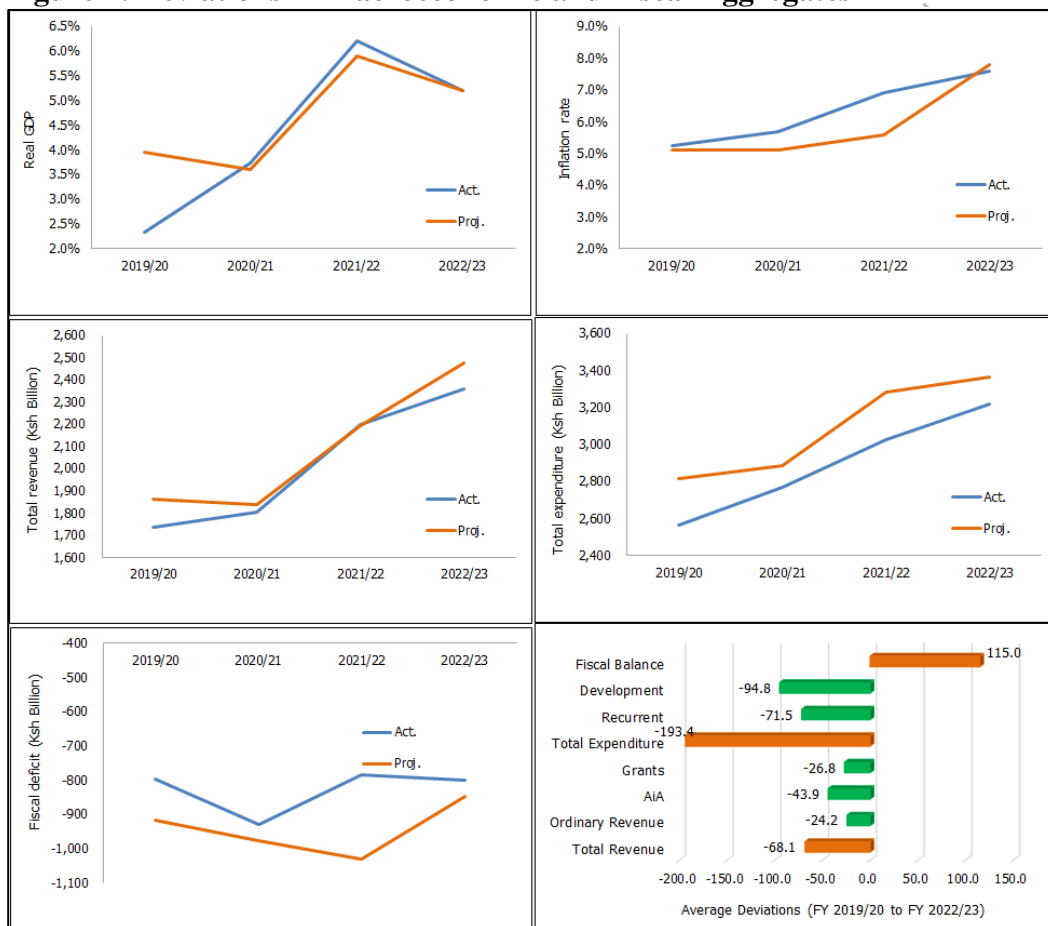 Figure Deviations in Macroeconomic and Fiscal Aggregates
6.5%
6.0%
5.5%
5.0%
4.5%
4.0%
3.5%
3.0%
2.5%
2.0%
Real GDP
Act.
Proj.
2019/20 2020/21 2021/22 2022/23
9.0%
8.0%
7.0%
6.0%
5.0%
4.0%
3.0%
2.0%
Inflation rate
Act.
Proj.
2019/20 2020/21 2021/22 2022/23
2,600
2,500
2,400
2,300
2,200
2,100
2,000
1,900
1,800
1,700
1,600
Total revenue (Ksh Billion)
Act.
Proj.
2019/20 2020/21 2021/22 2022/23
3,600
3,400
3,200
3,000
2,800
2,600
2,400
Total expenditure (Ksh Billion)
Act.
Proj.
2019/20 2020/21 2021/22 2022/23
-400
-500
-600
-700
-800
-900
-1,000
-1,100
Fiscal deficit (Ksh Billion)
2019/20 2020/21 2021/22 2022/23
Act.
Proj.
Fiscal Balance 115.0
Development -94.8
Recurrent -71.5
Total Expenditure -193.4
Grants -26.8
AiA -43.9
Ordinary Revenue -24.2
Total Revenue -68.1
-200.0 -150.0 -100.0 -50.0 0.0 50.0 100.0 150.0
Average Deviations (FY 2019/20 to FY 2022/23)